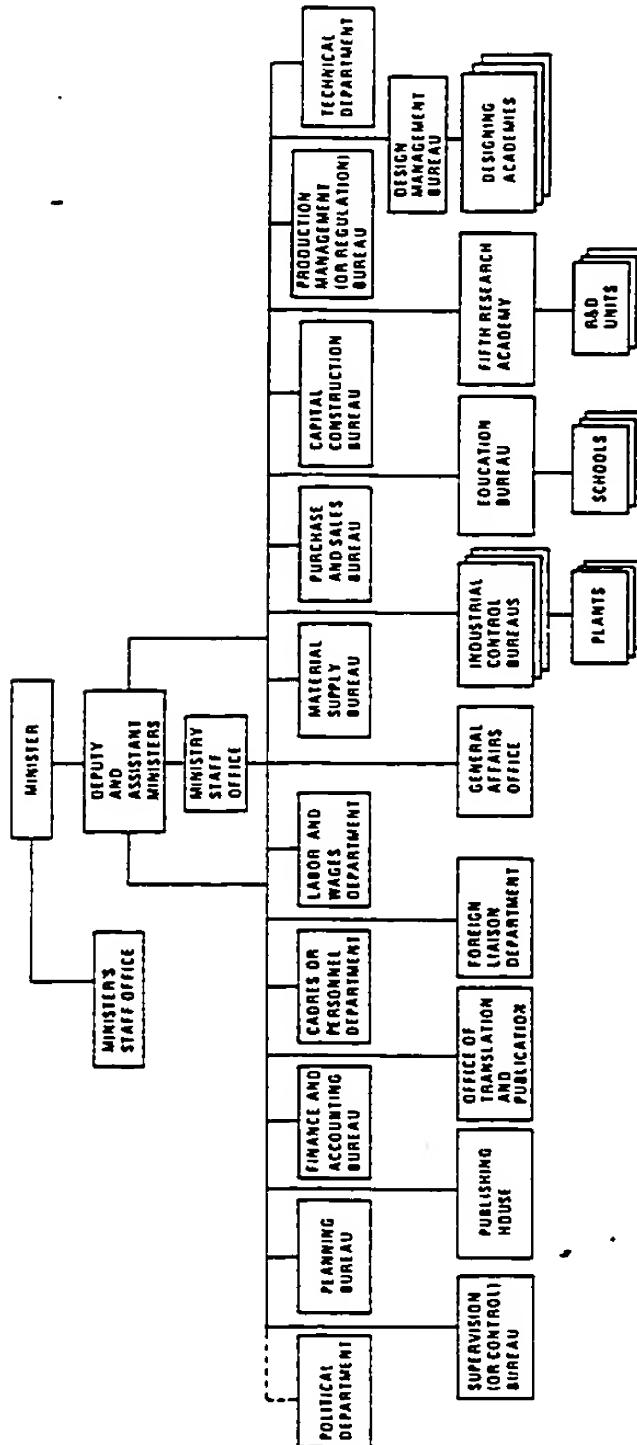 MINISTER
MINISTER'S
STAFF OFFICE
DEPUTY
AND
ASSISTANT
MINISTERS
MINISTRY
STAFF
OFFICE
POLITICAL
DEPARTMENT
PLANNING
BUREAU
FINANCE AND
ACCOUNTING
BUREAU
CADRES OR
PERSONNEL
DEPARTMENT
LABOR AND
WAGES
DEPARTMENT
MATERIAL
SUPPLY
BUREAU
PURCHASE
AND SALES
BUREAU
CAPITAL
CONSTRUCTION
BUREAU
PRODUCTION
MANAGEMENT
(OR REGULATION)
BUREAU
TECHNICAL
DEPARTMENT
SUPERVISION
(OR CONTROL)
BUREAU
PUBLISHING
HOUSE
OFFICE OF
TRANSLATION
AND
PUBLICATION
FOREIGN
LIAISON
DEPARTMENT
GENERAL
AFFAIRS
OFFICE
INDUSTRIAL
CONTROL
BUREAUS
PLANTS
EDUCATION
BUREAU
SCHOOLS
FIFTH RESEARCH
ACADEMY
R&D
UNITS
DESIGN
MANAGEMENT
BUREAU
DESIGNING
ACADEMIES